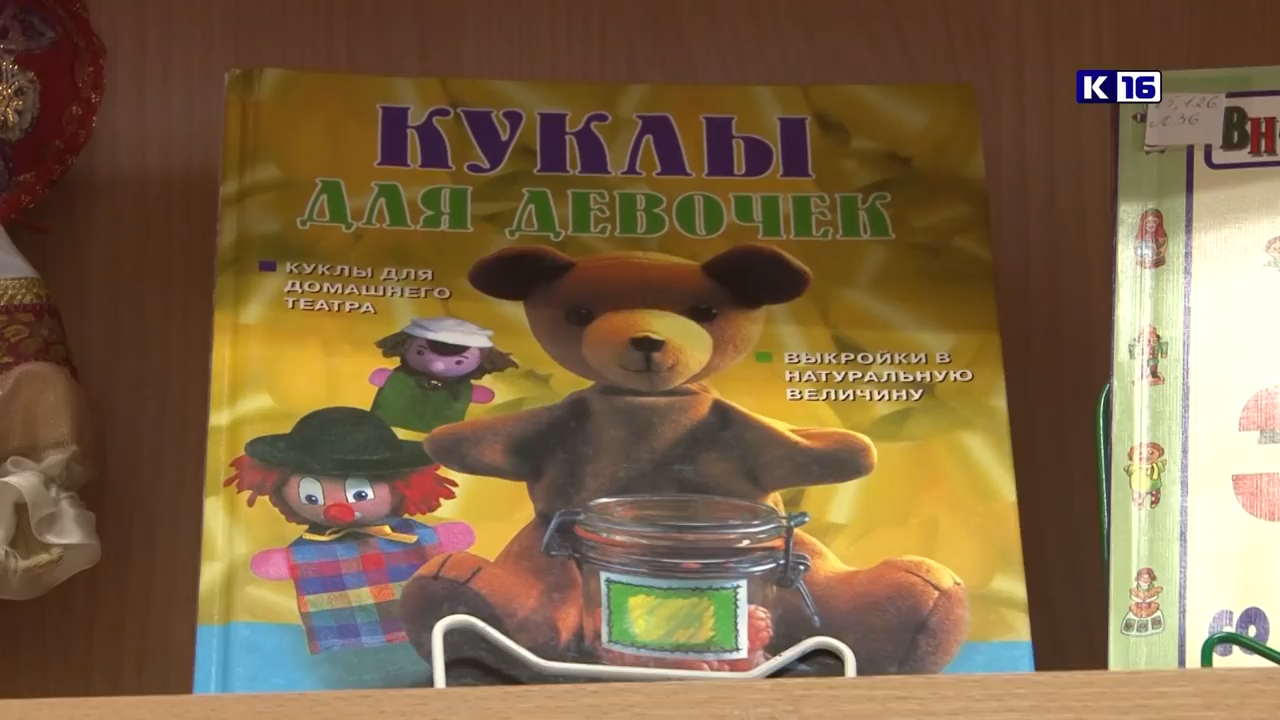 КУКЛЫ
ДЛЯ ДЕВОЧЕК
КУКЛЫ ДЛЯ
ДОМАШНЕГО
ТЕАТРА
ВЫКРОЙКИ В
НАТУРАЛЬНУЮ
ВЕЛИЧИНУ
К 16